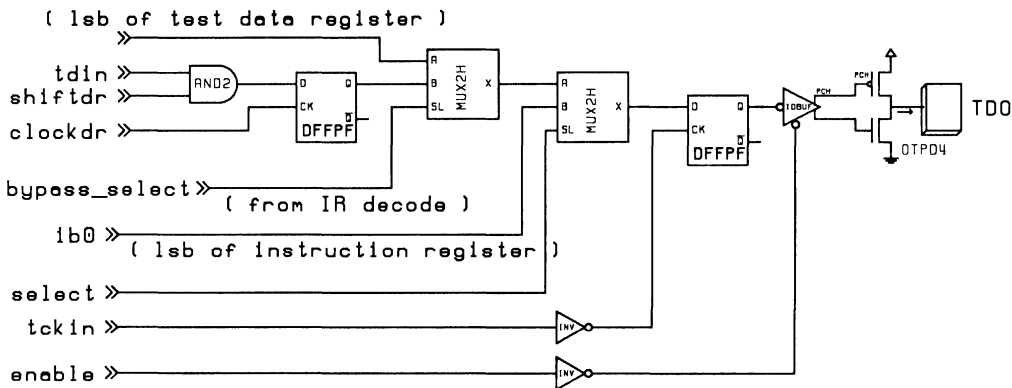 ( lsb of test data register )
tdin
shiftdr
clockdr
AND2
D Q
CK
Q
DFFPF
A
B
SL
X
MUX2H
A
B
SL
X
MUX2H
D Q
CK
Q
DFFPF
IOBUF
PCH
PCH
OTPD4
TDO
bypass_select
( from IR decode )
ib0
( lsb of instruction register )
select
tckin
INV
enable
INV